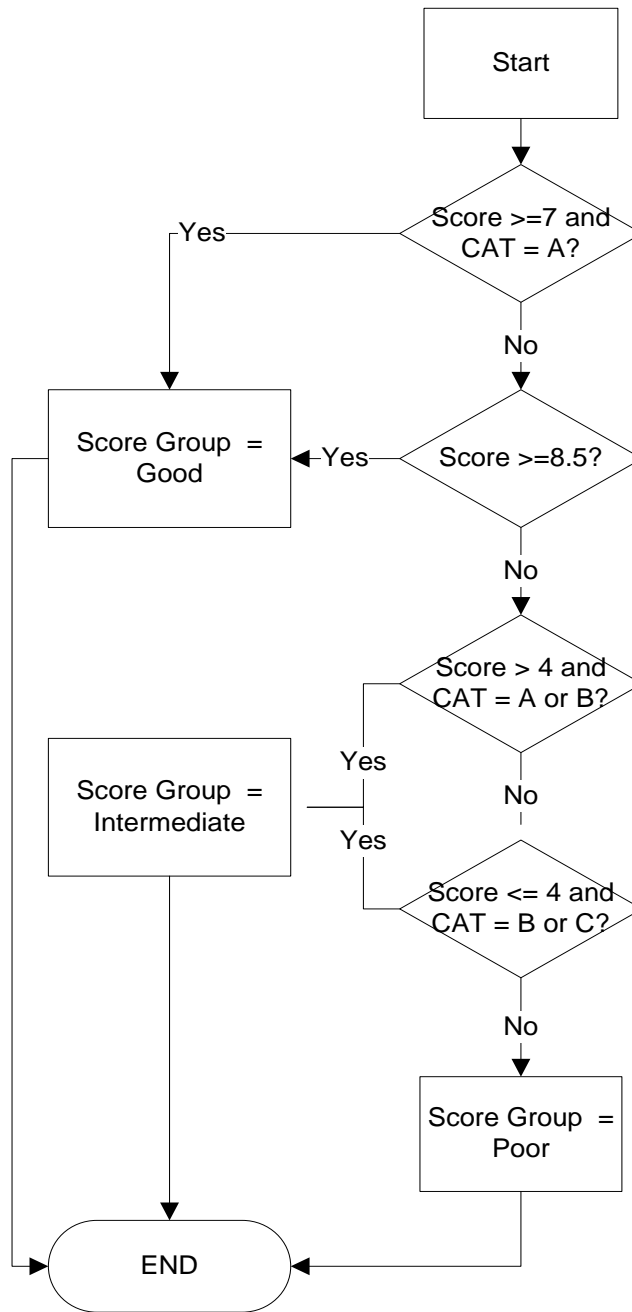 Start
Score >=7 and
CAT = A?
Yes
No
Score Group =
Good
Yes
Score >=8.5?
No
Score > 4 and
CAT = A or B?
Yes
No
Score Group =
Intermediate
Yes
Score <= 4 and
CAT = B or C?
No
Score Group =
Poor
END